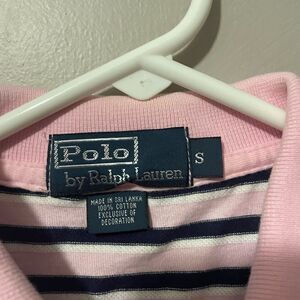 Polo
by Ralph Lauren
S
MADE IN SRI LANKA
100% COTTON
EXCLUSIVE OF
DECORATION